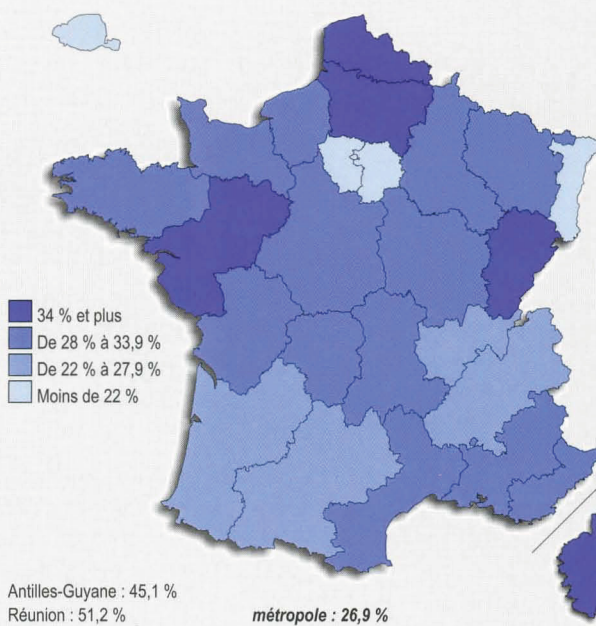 34 % et plus
De 28 % à 33,9 %
De 22 % à 27,9 %
Moins de 22 %
Antilles-Guyane : 45,1 %
Réunion : 51,2 %
métropole : 26,9 %